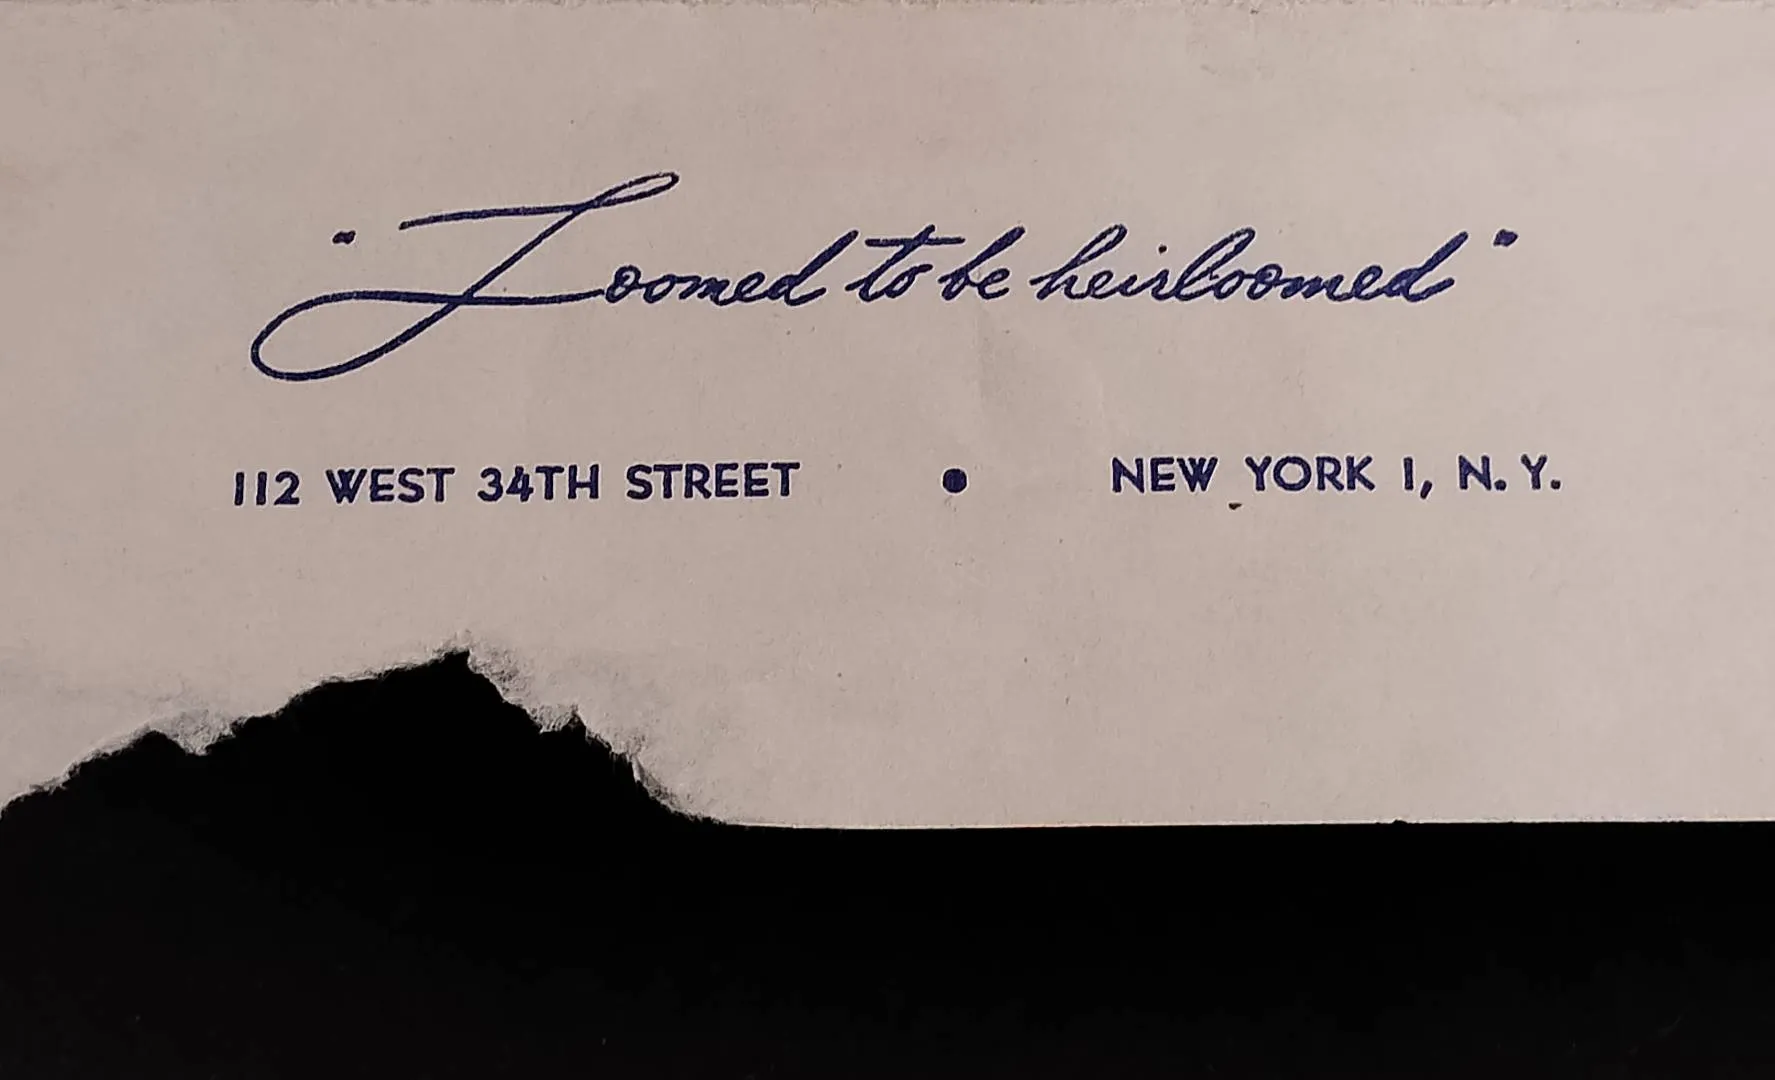 "Loomed to be heirloomed"
112 WEST 34TH STREET • NEW YORK 1, N. Y.